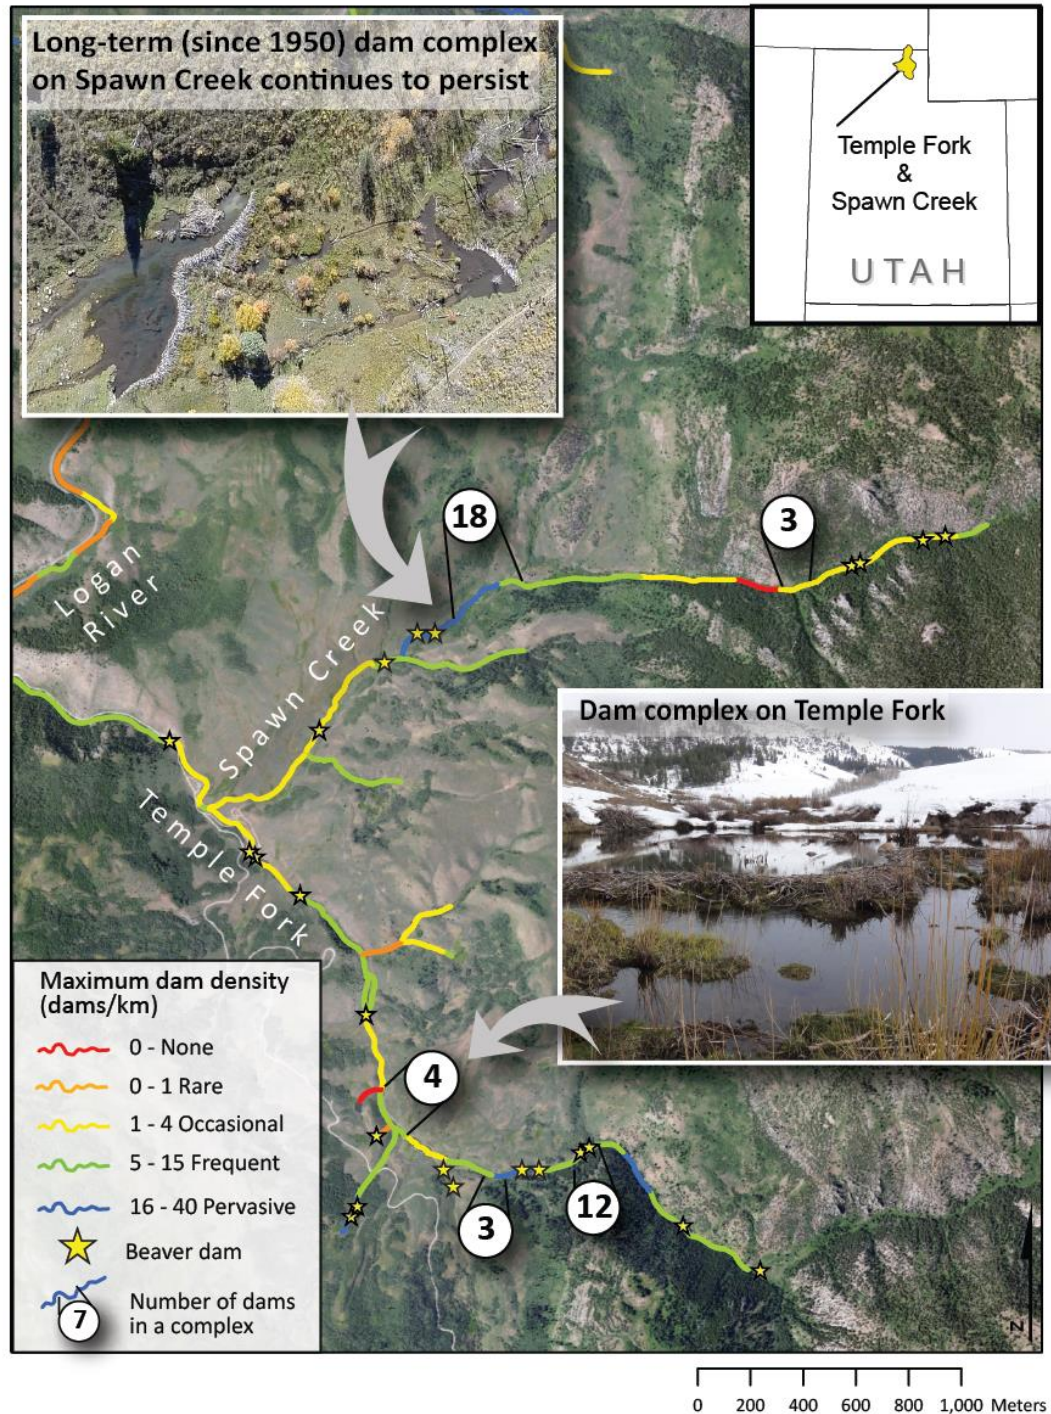 Long-term (since 1950) dam complex
on Spawn Creek continues to persist
Temple Fork
&
Spawn Creek
UTAH
18
3
Logan
River
Spawn Creek
Temple Fork
Dam complex on Temple Fork
4
3
12
Maximum dam density
(dams/km)
0 - None
0 - 1 Rare
1 - 4 Occasional
5 - 15 Frequent
16 - 40 Pervasive
Beaver dam
7
Number of dams
in a complex
N
0 200 400 600 800 1,000 Meters